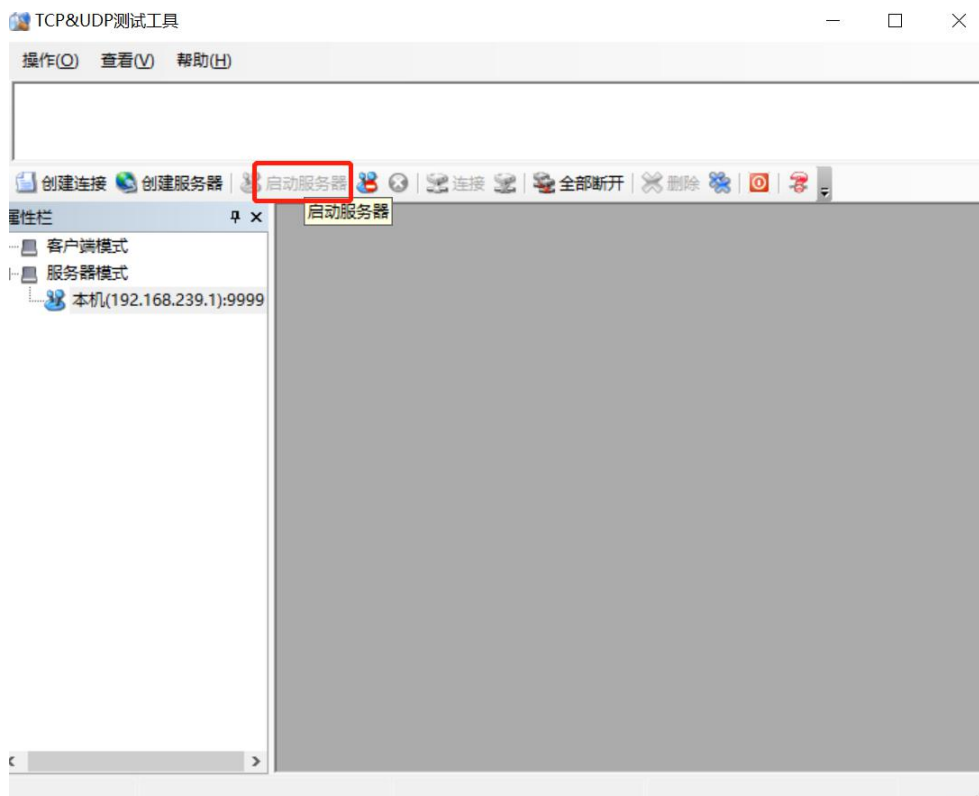 TCP&UDP测试工具
操作(O) 查看(V) 帮助(H)
创建连接 创建服务器 启动服务器 连接 全部断开 删除
启动服务器
属性栏
客户端模式
服务器模式
本机(192.168.239.1):9999